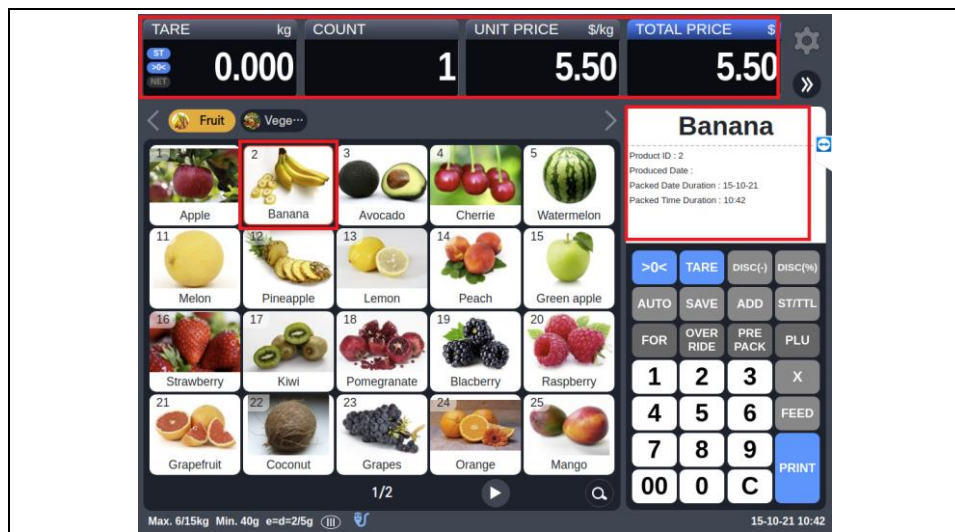 TARE kg COUNT UNIT PRICE $/kg TOTAL PRICE $
ST
>0<
NET
0.000 1 5.50 5.50
Fruit Vege···
Banana
Product ID : 2
Produced Date :
Packed Date Duration : 15-10-21
Packed Time Duration : 10:42
1 2 3 4 5
Apple Banana Avocado Cherrie Watermelon
11 12 13 14 15
Melon Pineapple Lemon Peach Green apple
16 17 18 19 20
Strawberry Kiwi Pomegranate Blacberry Raspberry
21 22 23 24 25
Grapefruit Coconut Grapes Orange Mango
1/2
>0< TARE DISC(-) DISC(%)
AUTO SAVE ADD ST/TTL
FOR OVER RIDE PRE PACK PLU
1 2 3 X
4 5 6 FEED
7 8 9 PRINT
00 0 C
Max. 6/15kg Min. 40g e=d=2/5g III 15-10-21 10:42